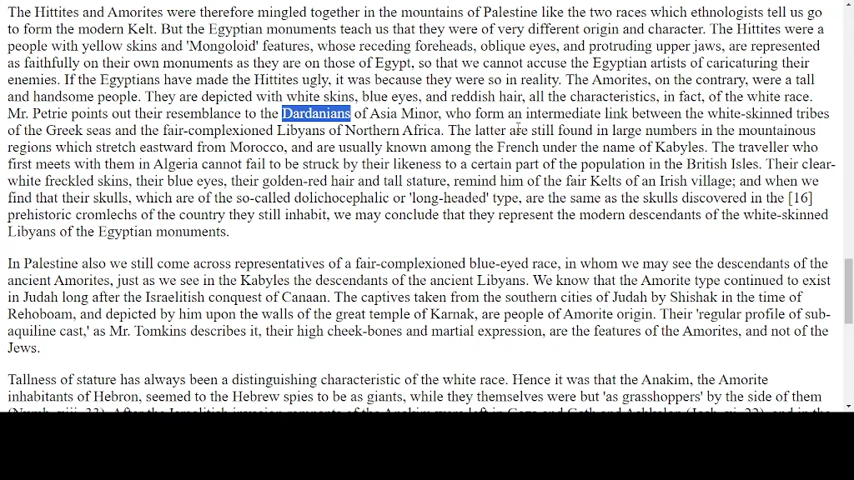 The Hittites and Amorites were therefore mingled together in the mountains of Palestine like the two races which ethnologists tell us go
to form the modern Kelt. But the Egyptian monuments teach us that they were of very different origin and character. The Hittites were a
people with yellow skins and 'Mongoloid' features, whose receding foreheads, oblique eyes, and protruding upper jaws, are represented
as faithfully on their own monuments as they are on those of Egypt, so that we cannot accuse the Egyptian artists of caricaturing their
enemies. If the Egyptians have made the Hittites ugly, it was because they were so in reality. The Amorites, on the contrary, were a tall
and handsome people. They are depicted with white skins, blue eyes, and reddish hair, all the characteristics, in fact, of the white race.
Mr. Petrie points out their resemblance to the Dardanians of Asia Minor, who form an intermediate link between the white-skinned tribes
of the Greek seas and the fair-complexioned Libyans of Northern Africa. The latter are still found in large numbers in the mountainous
regions which stretch eastward from Morocco, and are usually known among the French under the name of Kabyles. The traveller who
first meets with them in Algeria cannot fail to be struck by their likeness to a certain part of the population in the British Isles. Their clear-
white freckled skins, their blue eyes, their golden-red hair and tall stature, remind him of the fair Kelts of an Irish village; and when we
find that their skulls, which are of the so-called dolichocephalic or 'long-headed' type, are the same as the skulls discovered in the [16]
prehistoric cromlechs of the country they still inhabit, we may conclude that they represent the modern descendants of the white-skinned
Libyans of the Egyptian monuments.
In Palestine also we still come across representatives of a fair-complexioned blue-eyed race, in whom we may see the descendants of the
ancient Amorites, just as we see in the Kabyles the descendants of the ancient Libyans. We know that the Amorite type continued to exist
in Judah long after the Israelitish conquest of Canaan. The captives taken from the southern cities of Judah by Shishak in the time of
Rehoboam, and depicted by him upon the walls of the great temple of Karnak, are people of Amorite origin. Their 'regular profile of sub-
aquiline cast,' as Mr. Tomkins describes it, their high cheek-bones and martial expression, are the features of the Amorites, and not of the
Jews.
Tallness of stature has always been a distinguishing characteristic of the white race. Hence it was that the Anakim, the Amorite
inhabitants of Hebron, seemed to the Hebrew spies to be as giants, while they themselves were but 'as grasshoppers' by the side of them